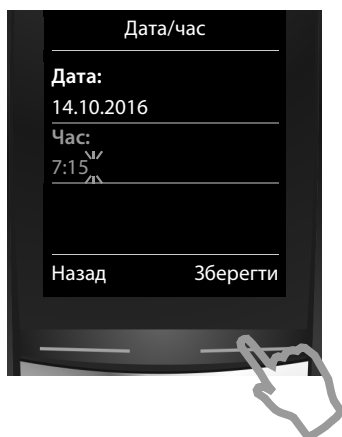 Дата/час
Дата:
14.10.2016
Час:
7:15
Назад Зберегти